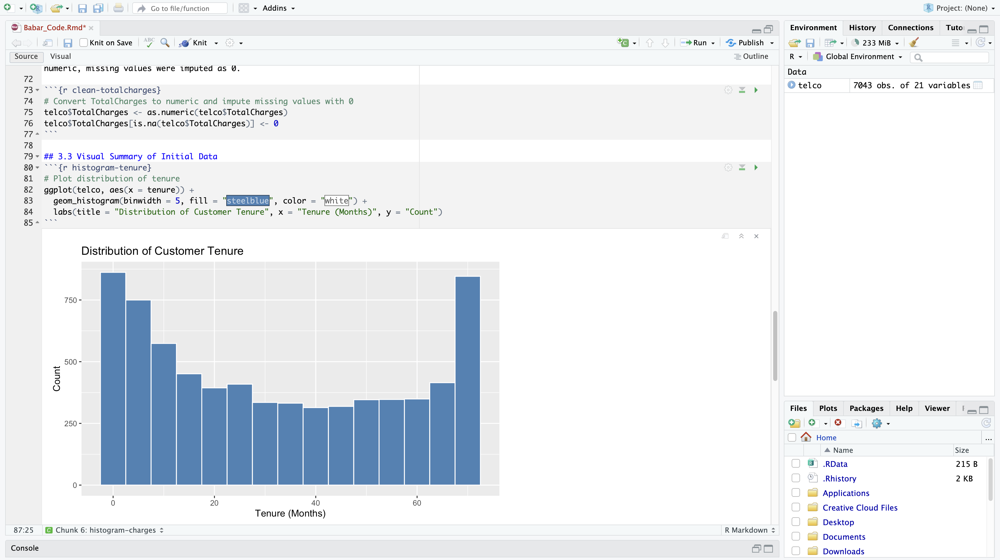 Go to file/function
Addins
Project: (None)
Babar_Code.Rmd*
Knit on Save
ABC
Knit
Run
Publish
Source
Visual
Outline
numeric, missing values were imputed as 0.
72
73 ```{r clean-totalcharges}
74 # Convert TotalCharges to numeric and impute missing values with 0
75 telco$TotalCharges <- as.numeric(telco$TotalCharges)
76 telco$TotalCharges[is.na(telco$TotalCharges)] <- 0
77 ```
78
79 ## 3.3 Visual Summary of Initial Data
80 ```{r histogram-tenure}
81 # Plot distribution of tenure
82 ggplot(telco, aes(x = tenure)) +
83   geom_histogram(binwidth = 5, fill = "steelblue", color = "white") +
84   labs(title = "Distribution of Customer Tenure", x = "Tenure (Months)", y = "Count")
85 ```
Distribution of Customer Tenure
750
500
250
0
Count
0 20 40 60
Tenure (Months)
87:25
C Chunk 6: histogram-charges
R Markdown
Console
Environment
History
Connections
Tuto
233 MiB
R
Global Environment
Data
telco 7043 obs. of 21 variables
Files
Plots
Packages
Help
Viewer
Home
...
Name Size
.RData 215 B
.Rhistory 2 KB
Applications
Creative Cloud Files
Desktop
Documents
Downloads